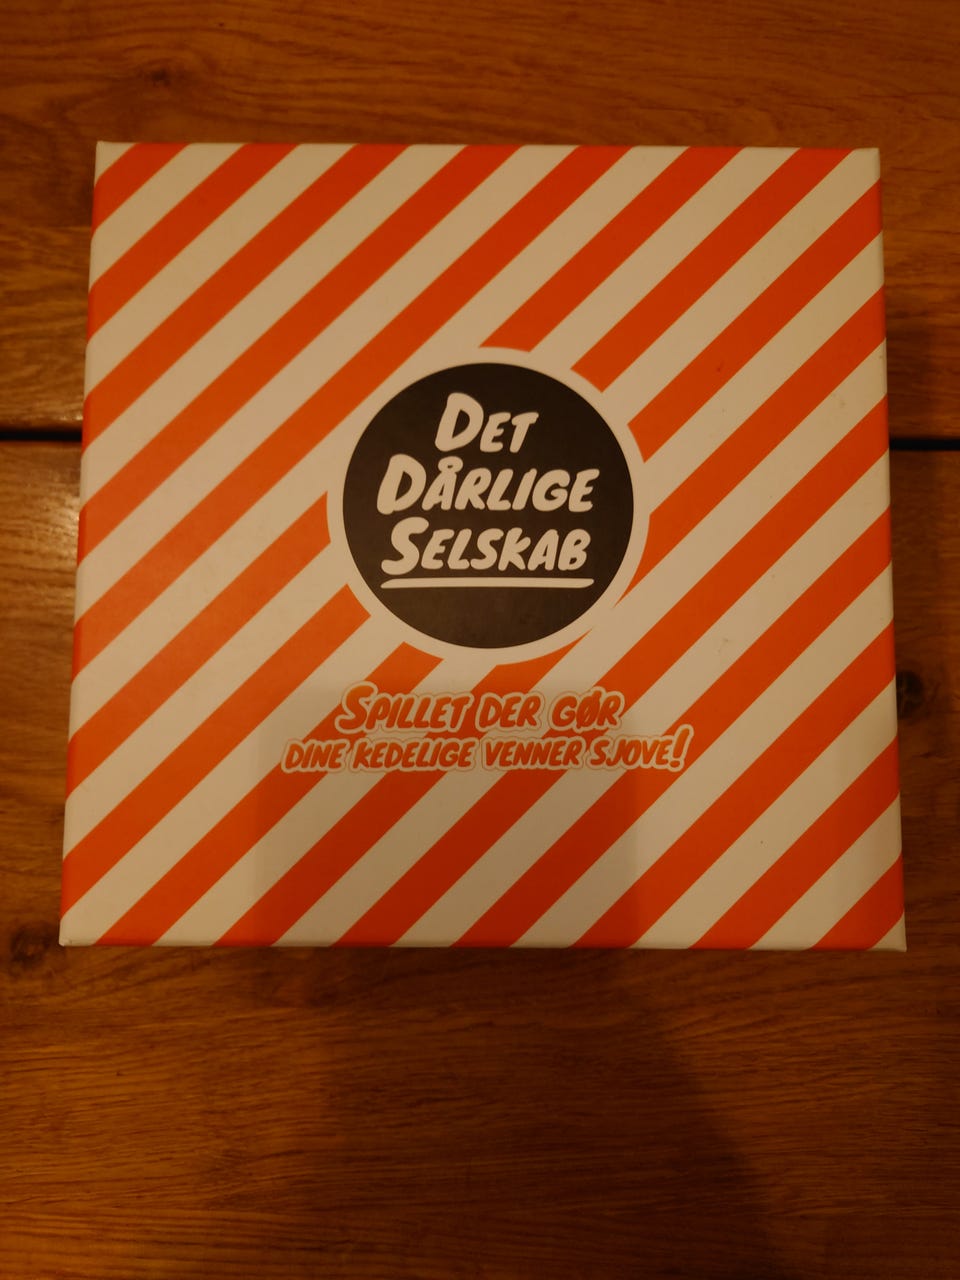 DET
DÅRLIGE
SELSKAB
SPILLET DER GØR
DINE KEDELIGE VENNER SJOVE!